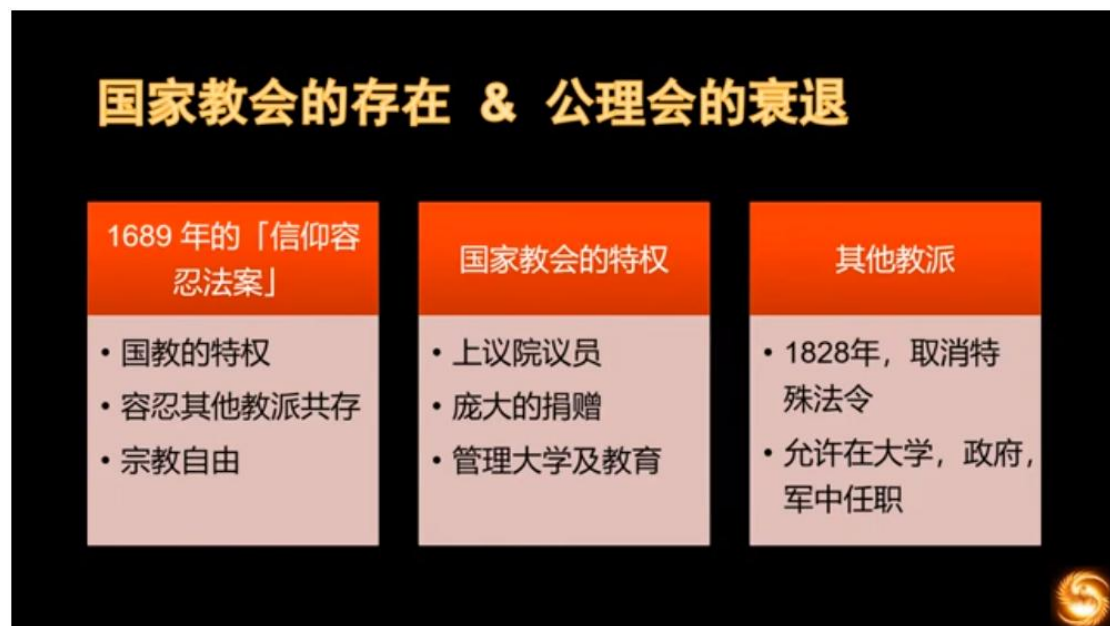 国家教会的存在 & 公理会的衰退
1689 年的「信仰容
忍法案」
• 国教的特权
• 容忍其他教派共存
• 宗教自由
国家教会的特权
• 上议院议员
• 庞大的捐赠
• 管理大学及教育
其他教派
• 1828年，取消特
殊法令
• 允许在大学，政府，
军中任职